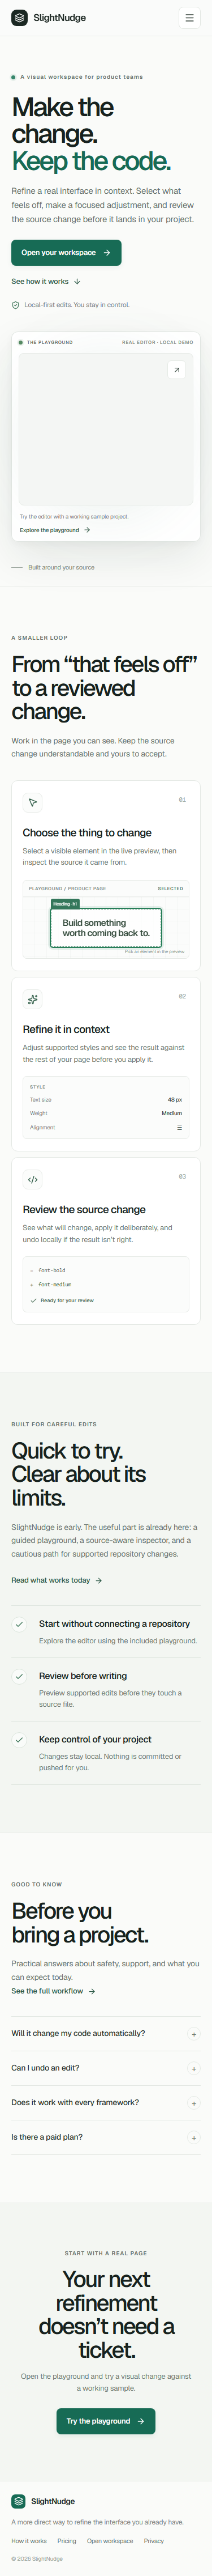 SlightNudge
A visual workspace for product teams
Make the
change.
Keep the code.
Refine a real interface in context. Select what
feels off, make a focused adjustment, and review
the source change before it lands in your project.
Open your workspace
See how it works
Local-first edits. You stay in control.
THE PLAYGROUND
REAL EDITOR · LOCAL DEMO
Try the editor with a working sample project.
Explore the playground
Built around your source
A SMALLER LOOP
From “that feels off”
to a reviewed
change.
Work in the page you can see. Keep the source
change understandable and yours to accept.
01
Choose the thing to change
Select a visible element in the live preview, then
inspect the source it came from.
PLAYGROUND / PRODUCT PAGE
SELECTED
Heading · h1
Build something
worth coming back to.
Pick an element in the preview
02
Refine it in context
Adjust supported styles and see the result against
the rest of your page before you apply it.
STYLE
Text size
48 px
Weight
Medium
Alignment
03
Review the source change
See what will change, apply it deliberately, and
undo locally if the result isn’t right.
- font-bold
+ font-medium
Ready for your review
BUILT FOR CAREFUL EDITS
Quick to try.
Clear about its
limits.
SlightNudge is early. The useful part is already here: a
guided playground, a source-aware inspector, and a
cautious path for supported repository changes.
Read what works today
Start without connecting a repository
Explore the editor using the included playground.
Review before writing
Preview supported edits before they touch a
source file.
Keep control of your project
Changes stay local. Nothing is committed or
pushed for you.
GOOD TO KNOW
Before you
bring a project.
Practical answers about safety, support, and what you
can expect today.
See the full workflow
Will it change my code automatically?
+
Can I undo an edit?
+
Does it work with every framework?
+
Is there a paid plan?
+
START WITH A REAL PAGE
Your next
refinement
doesn’t need a
ticket.
Open the playground and try a visual change against
a working sample.
Try the playground
SlightNudge
A more direct way to refine the interface you already have.
How it works
Pricing
Open workspace
Privacy
© 2026 SlightNudge